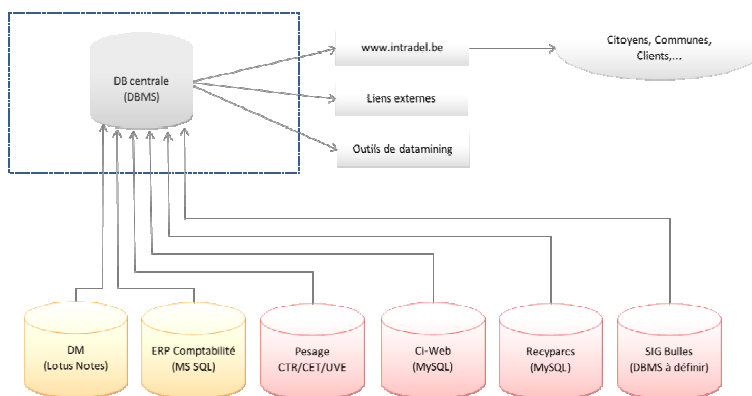 DB centrale
(DBMS)
www.intradel.be
Citoyens, Communes,
Clients,...
Liens externes
Outils de datamining
DM
(Lotus Notes)
ERP Comptabilité
(MS SQL)
Pesage
CTR/CET/UVE
Ci-Web
(MySQL)
Recyparcs
(MySQL)
SIG Bulles
(DBMS à définir)